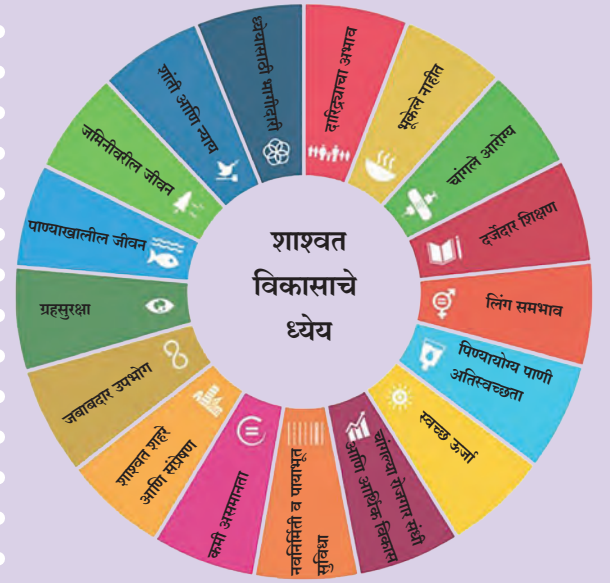 शाश्वत
विकासाचे
ध्येय
दारिद्र्याचा अभाव
भूकेले नाहीत
चांगले आरोग्य
दर्जेदार शिक्षण
लिंग समभाव
पिण्यायोग्य पाणी
अतिस्वच्छता
स्वच्छ ऊर्जा
चांगल्या रोजगार संधी
आणि आर्थिक विकास
नवनिर्मिती व पायाभूत
सुविधा
कमी असमानता
शाश्वत शहरे
आणि संप्रेषण
जबाबदार उपभोग
ग्रहसुरक्षा
पाण्याखालील जीवन
जमिनीवरील जीवन
शांती आणि न्याय
ध्येयासाठी भागीदारी